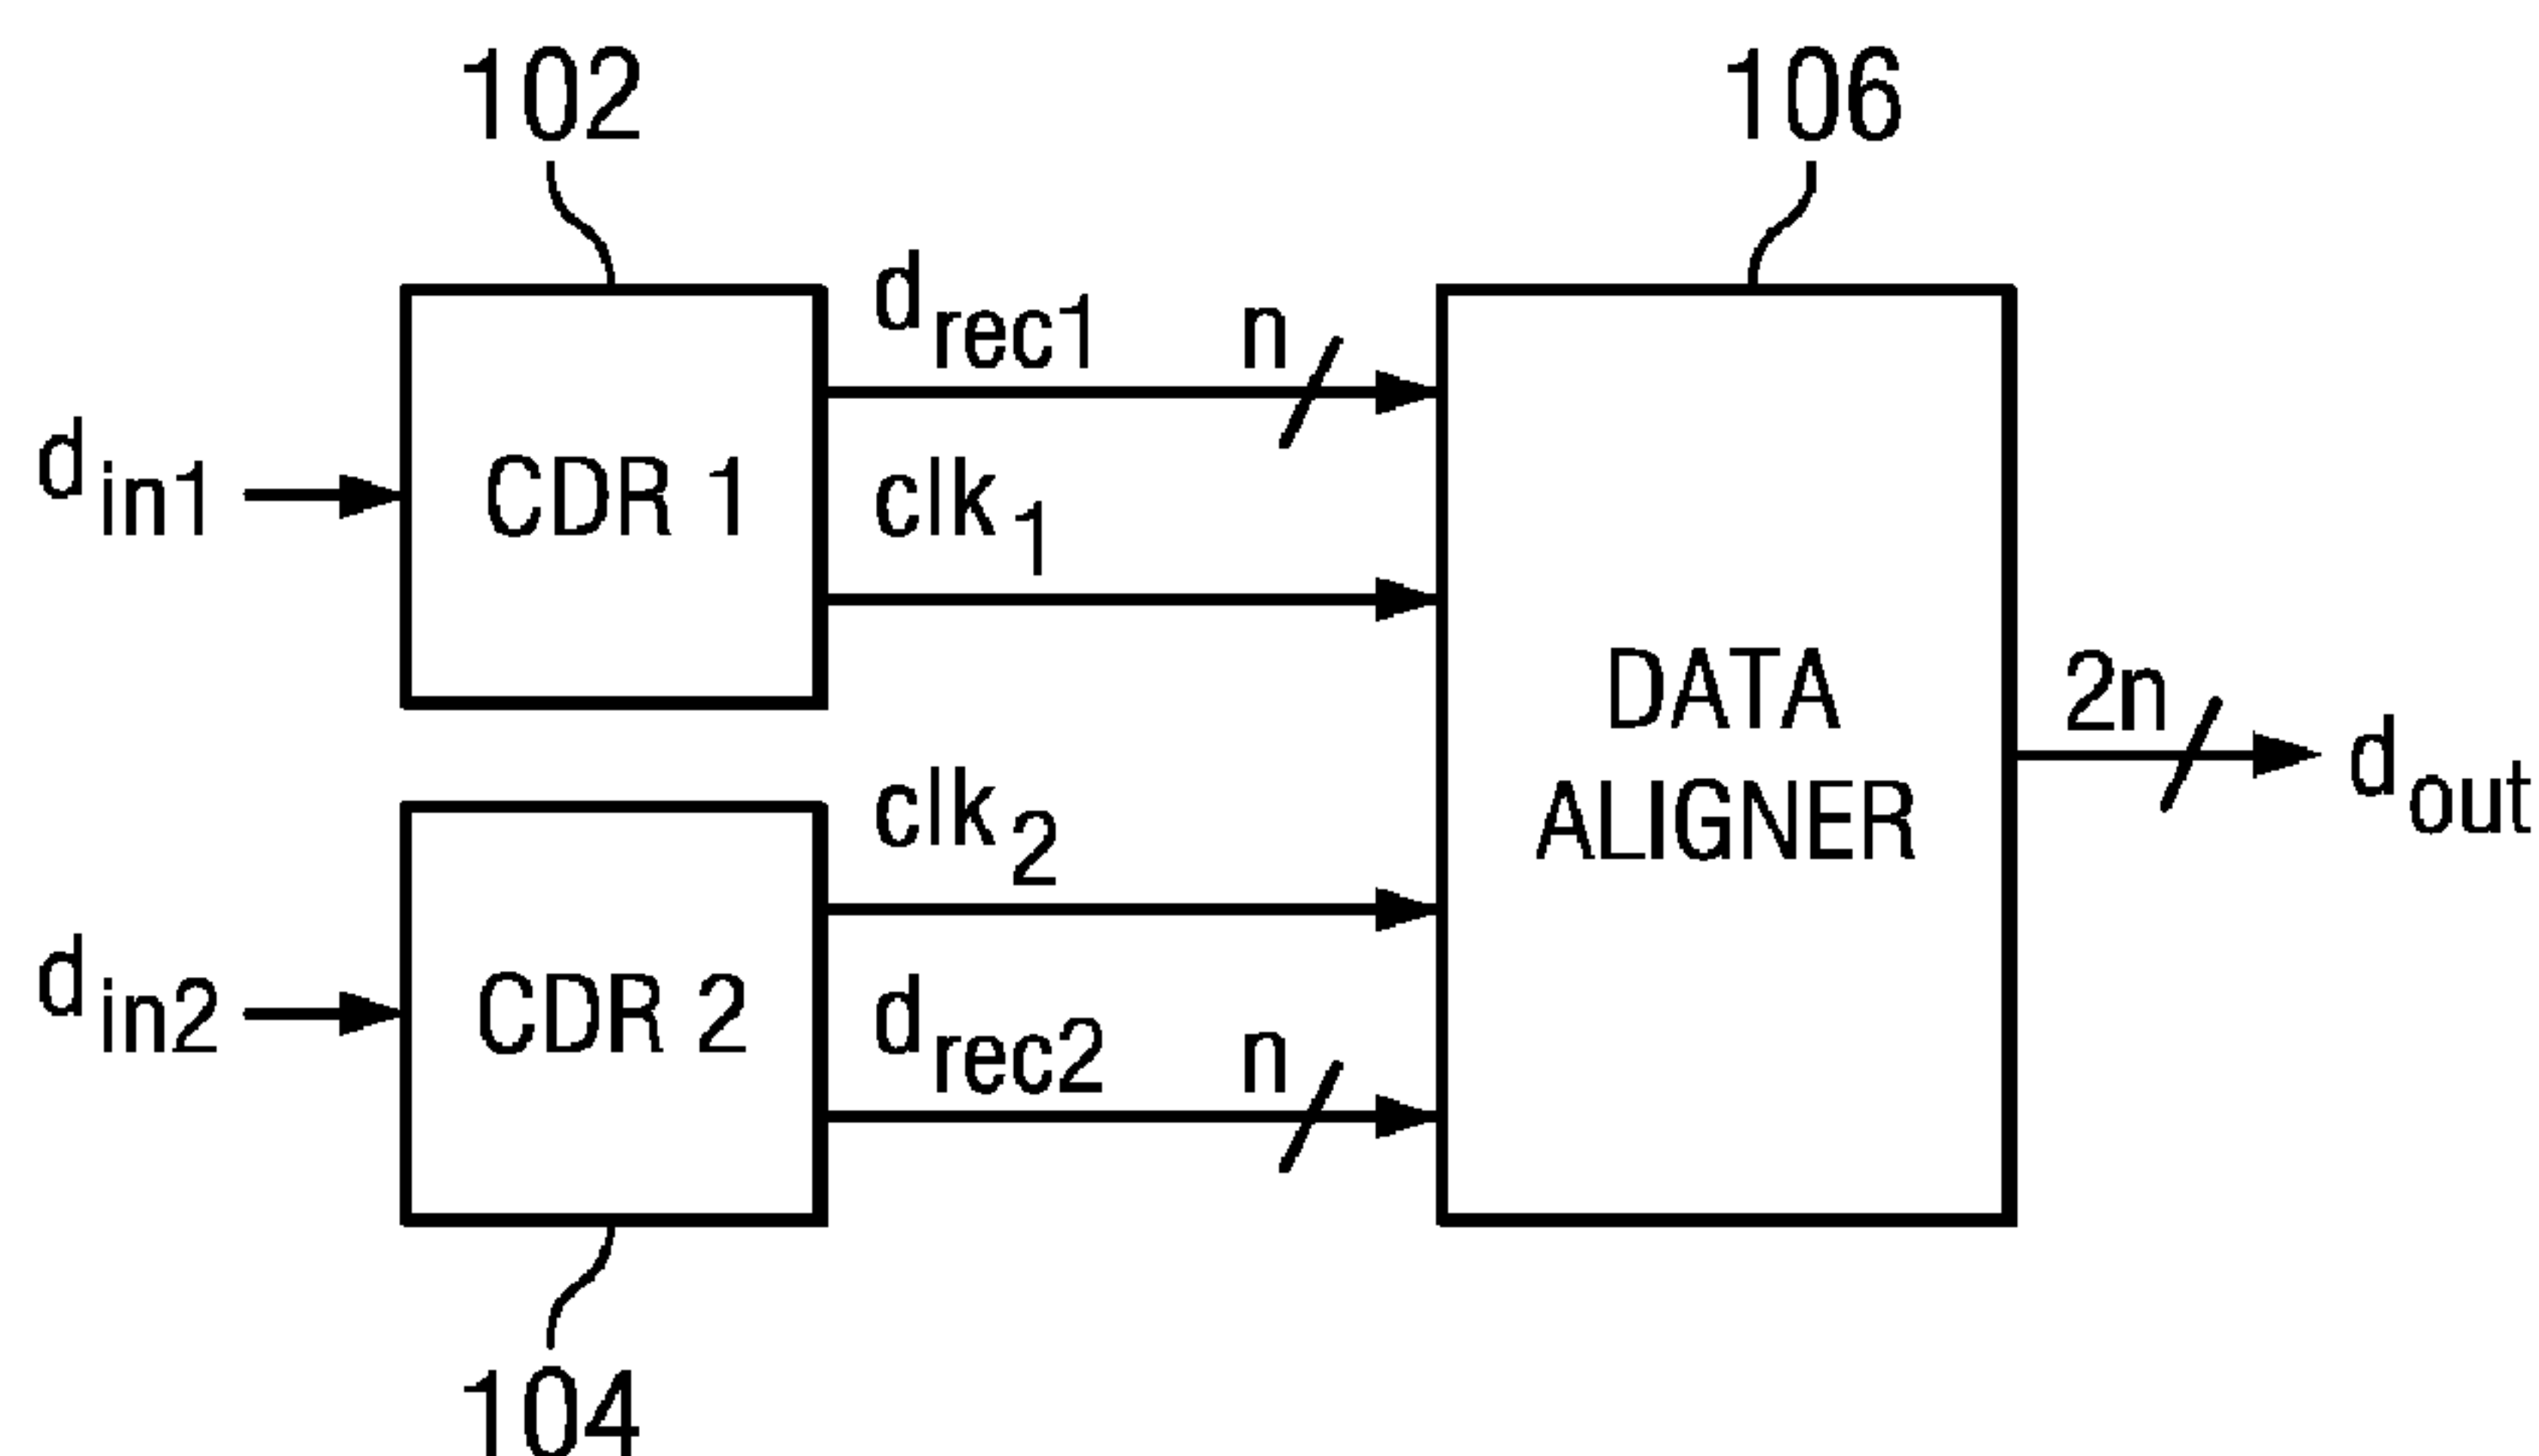 102
106
d_rec1 n
d_in1
CDR 1
clk_1
DATA
ALIGNER
2n
d_out
clk_2
d_in2
CDR 2
d_rec2 n
104